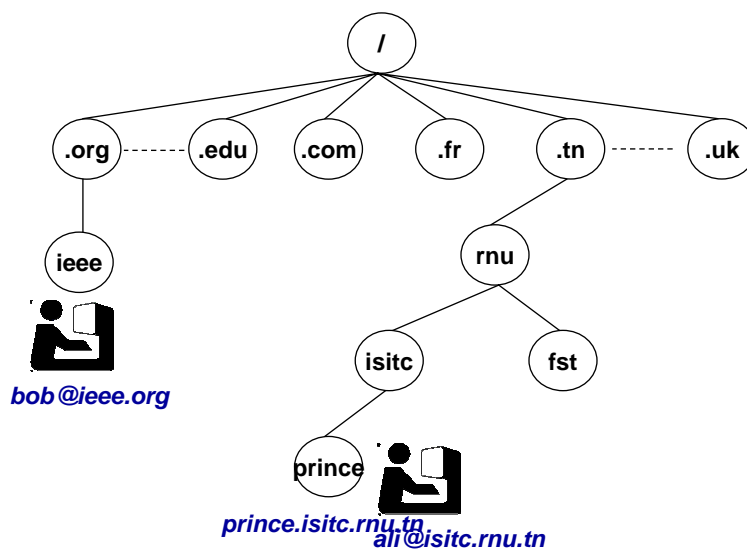 /
.org .edu .com .fr .tn .uk
ieee
rnu
bob@ieee.org
isitc fst
prince
prince.isitc.rnu.tn
ali@isitc.rnu.tn